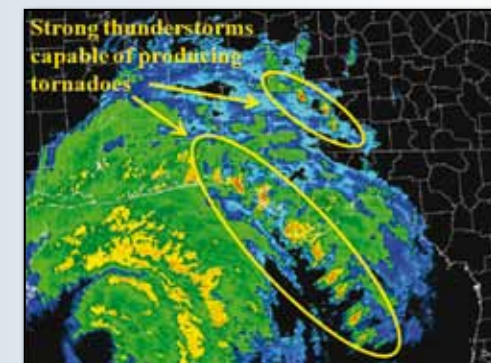 Strong thunderstorms
capable of producing
tornadoes